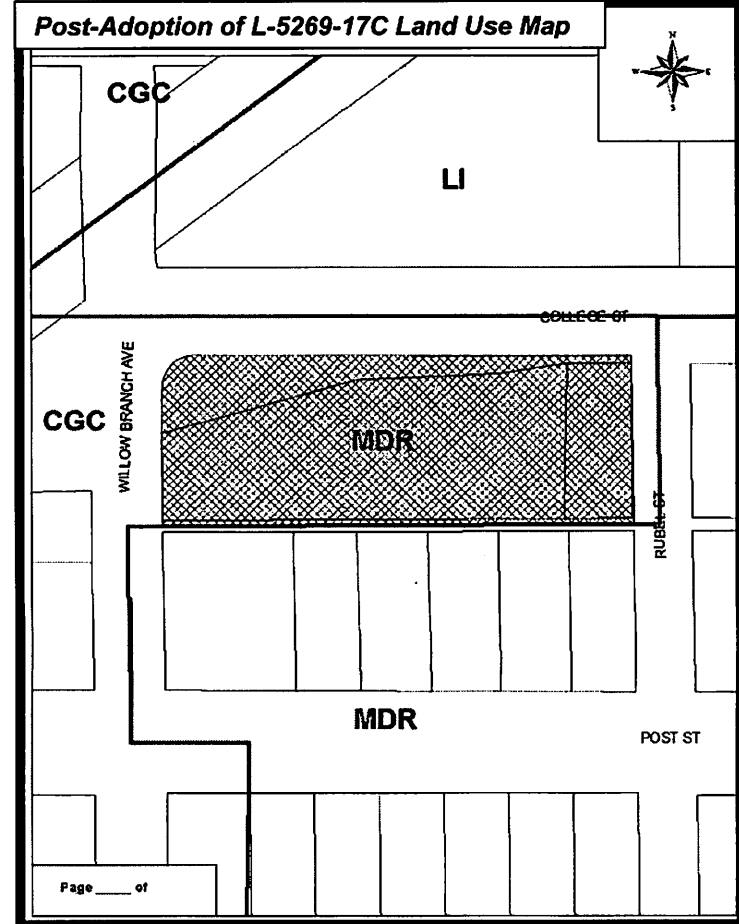 Post-Adoption of L-5269-17C Land Use Map
N
W E
S
CGC
LI
COLLEGE ST
WILLOW BRANCH AVE
CGC
MDR
RUBEL ST
MDR
POST ST
Page ____ of